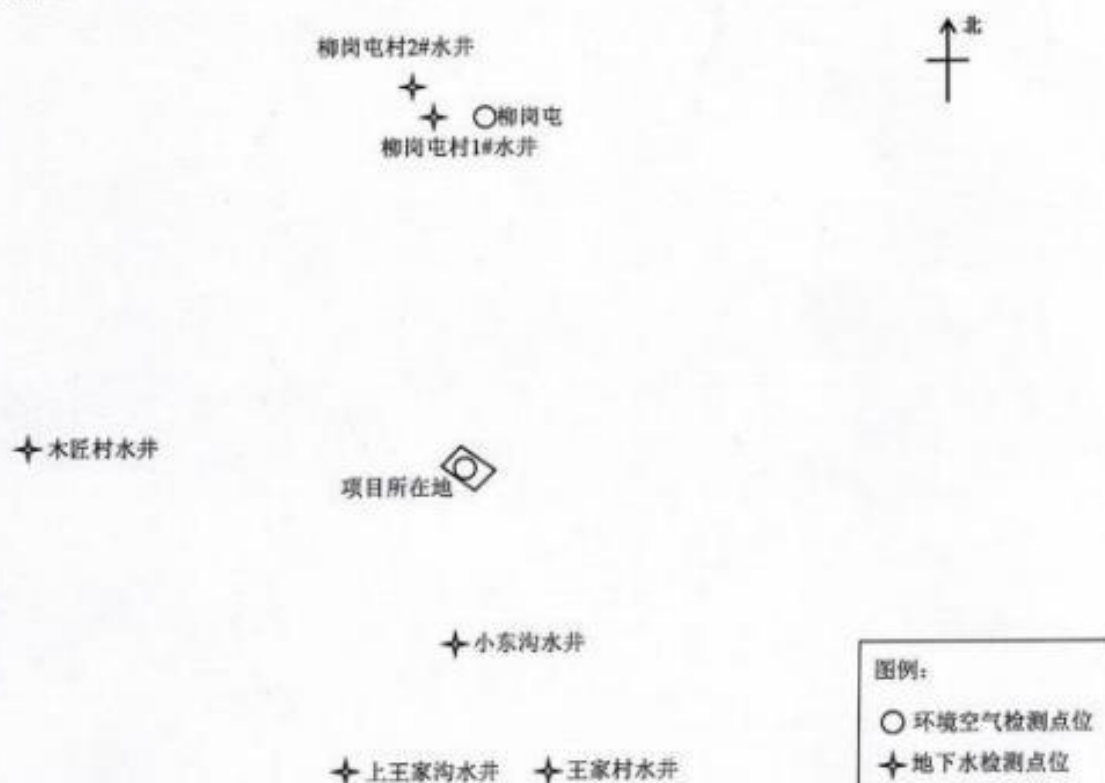 北
柳岗屯村2#水井
柳岗屯
柳岗屯村1#水井
木匠村水井
项目所在地
小东沟水井
图例：
环境空气检测点位
上王家沟水井
王家村水井
地下水检测点位